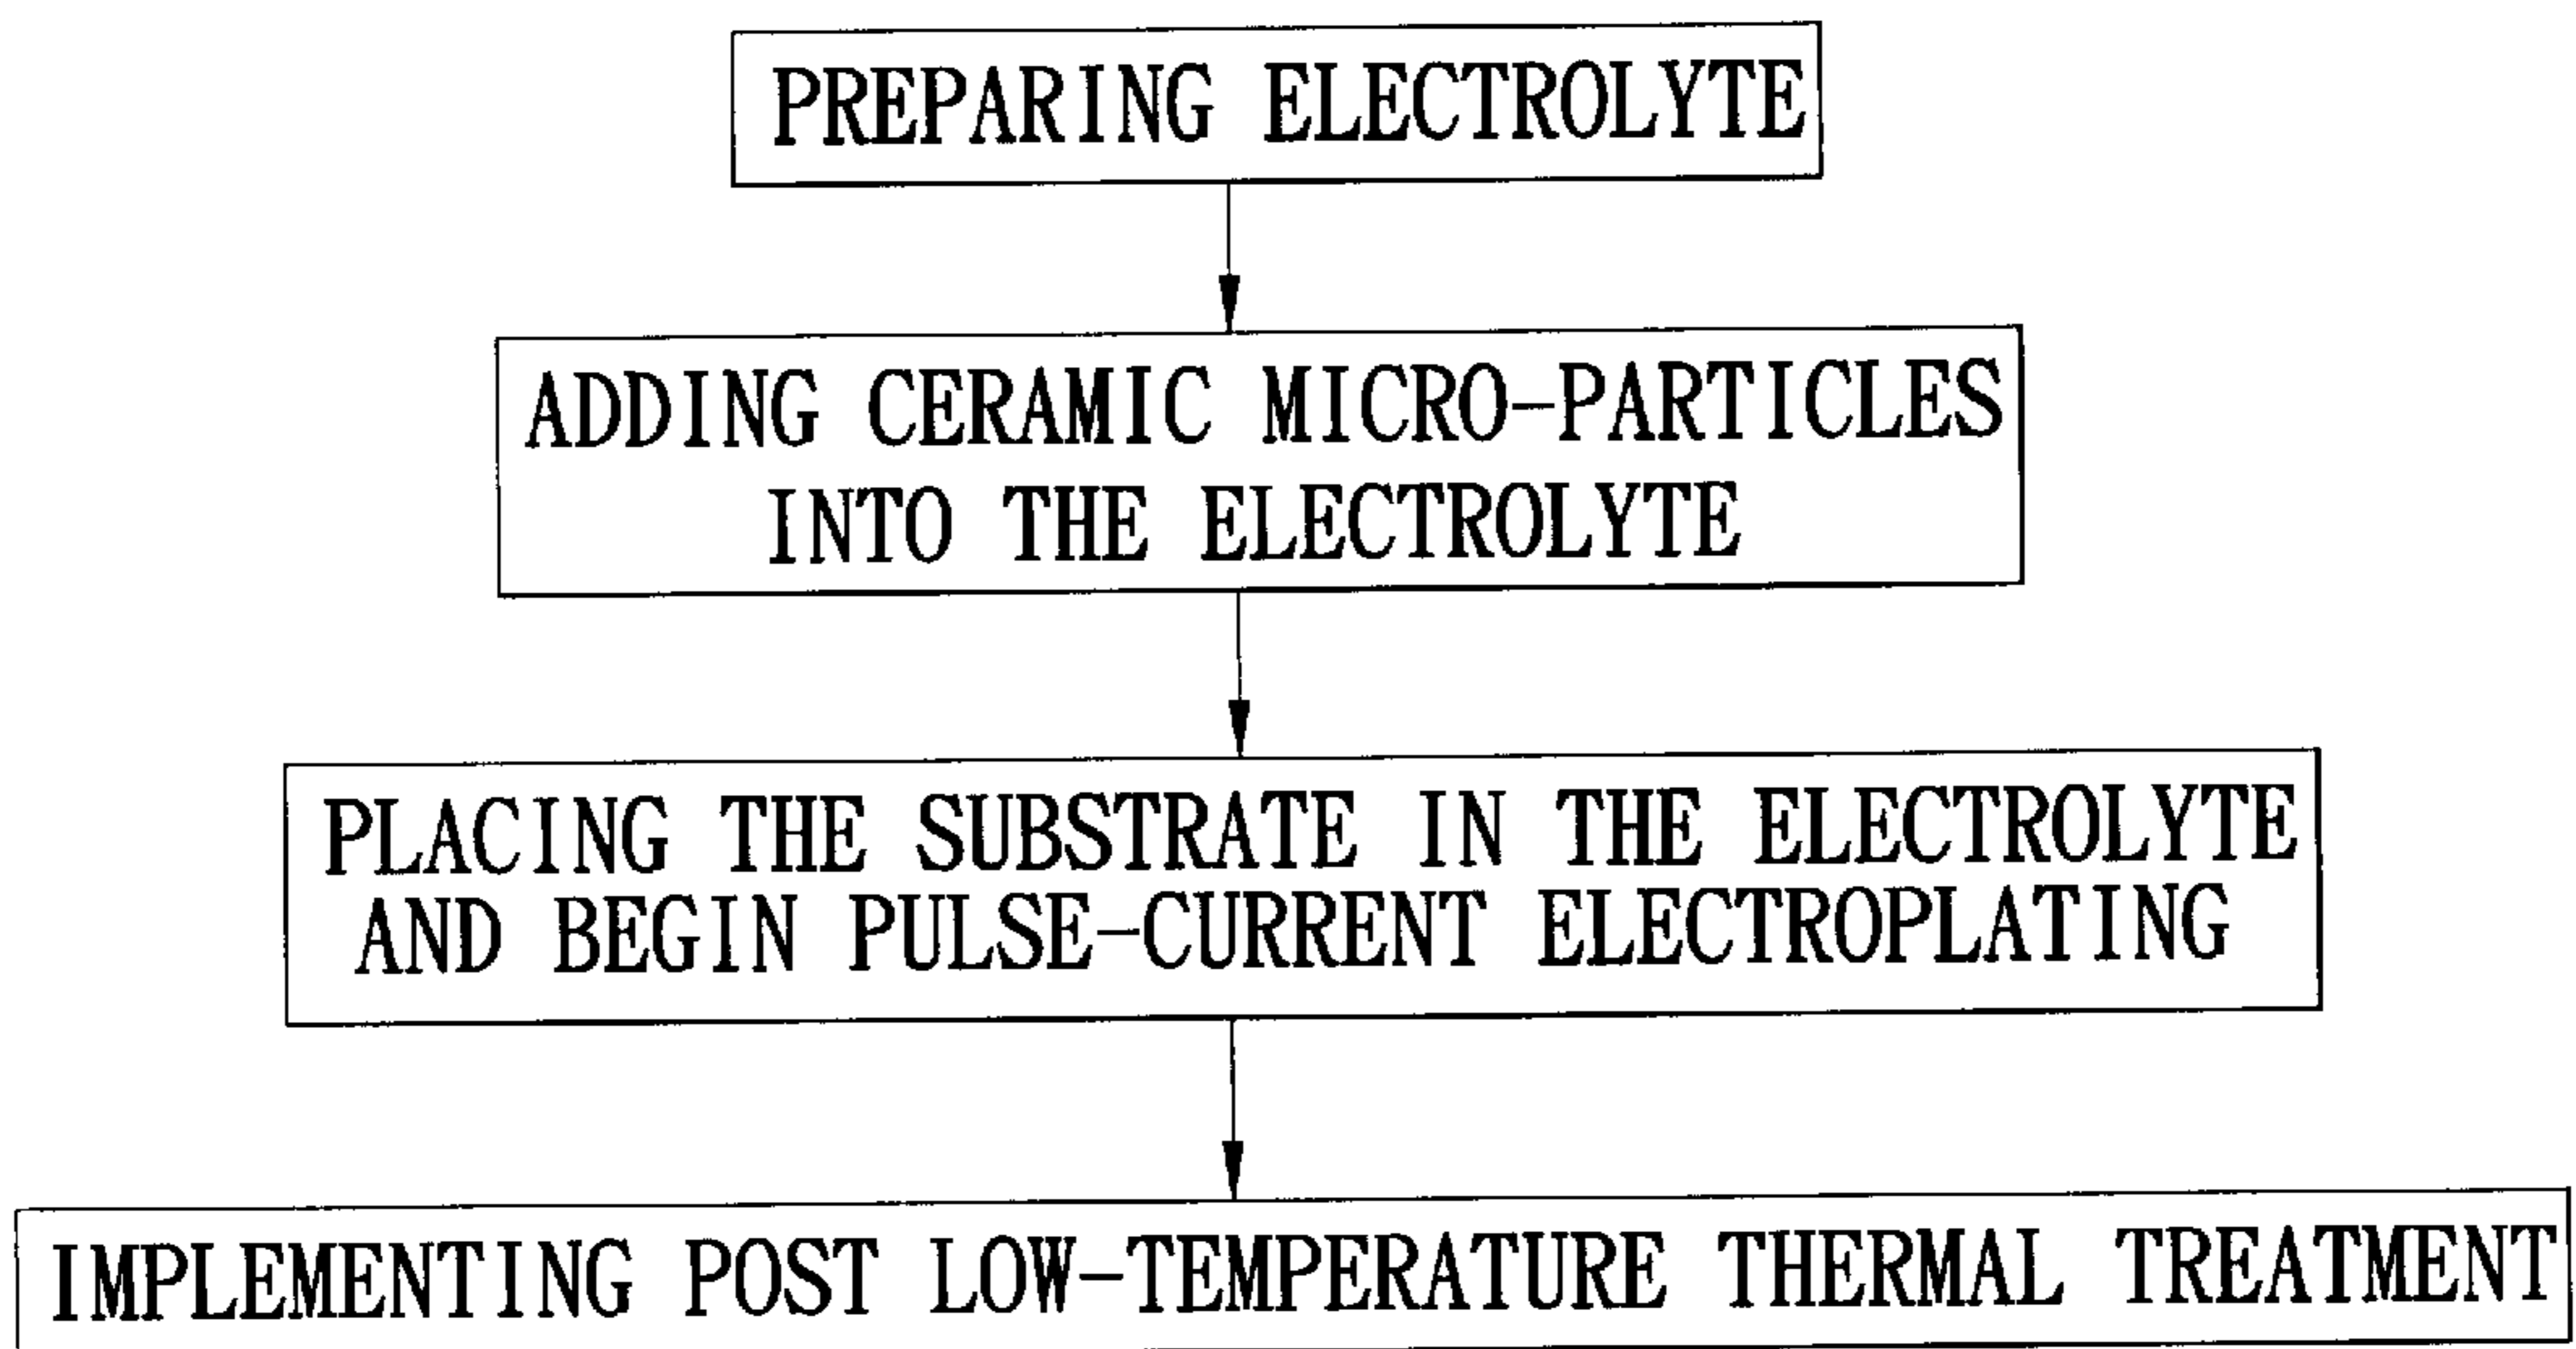 PREPARING ELECTROLYTE
ADDING CERAMIC MICRO-PARTICLES
INTO THE ELECTROLYTE
PLACING THE SUBSTRATE IN THE ELECTROLYTE
AND BEGIN PULSE-CURRENT ELECTROPLATING
IMPLEMENTING POST LOW-TEMPERATURE THERMAL TREATMENT